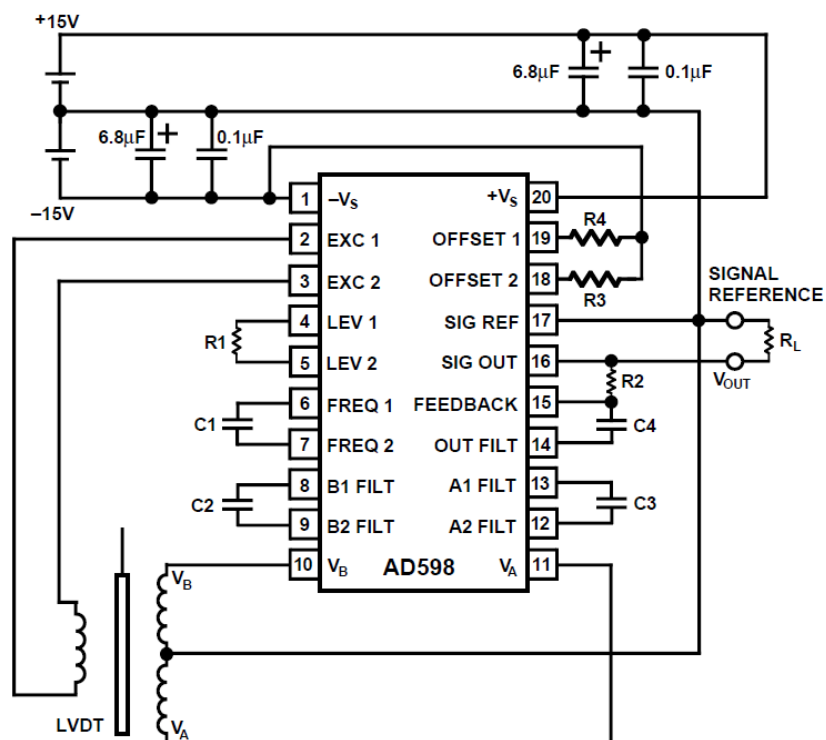 +15V
6.8µF
+
0.1µF
6.8µF
+
0.1µF
–15V
1
–VS
+VS
20
2
EXC 1
OFFSET 1
19
R4
3
EXC 2
OFFSET 2
18
R3
SIGNAL
REFERENCE
4
LEV 1
SIG REF
17
R1
RL
5
LEV 2
SIG OUT
16
R2
VOUT
6
FREQ 1
FEEDBACK
15
C1
C4
7
FREQ 2
OUT FILT
14
8
B1 FILT
A1 FILT
13
C2
C3
9
B2 FILT
A2 FILT
12
10
VB
AD598
VA
11
VB
LVDT
VA